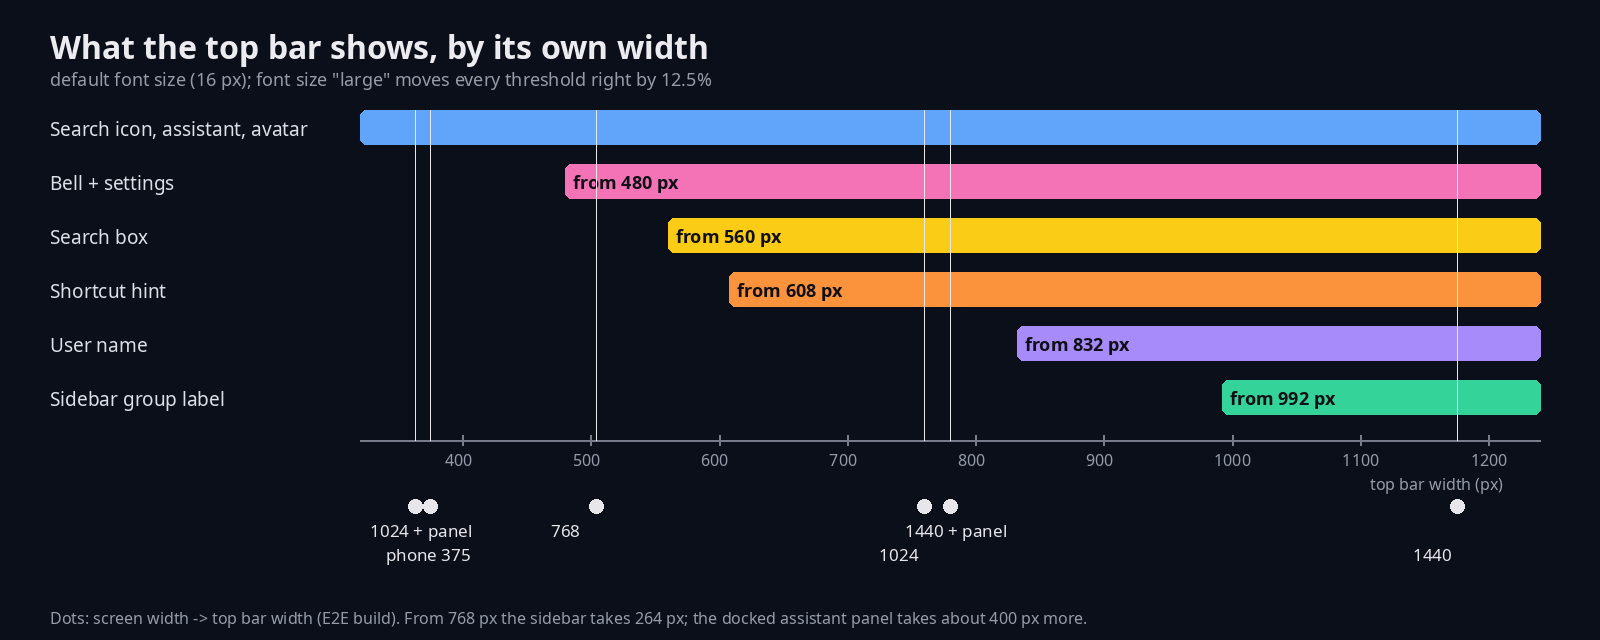 What the top bar shows, by its own width
default font size (16 px); font size "large" moves every threshold right by 12.5%
Search icon, assistant, avatar
Bell + settings
from 480 px
Search box
from 560 px
Shortcut hint
from 608 px
User name
from 832 px
Sidebar group label
from 992 px
400 500 600 700 800 900 1000 1100 1200
top bar width (px)
1024 + panel 768 1440 + panel
phone 375 1024 1440
Dots: screen width -> top bar width (E2E build). From 768 px the sidebar takes 264 px; the docked assistant panel takes about 400 px more.